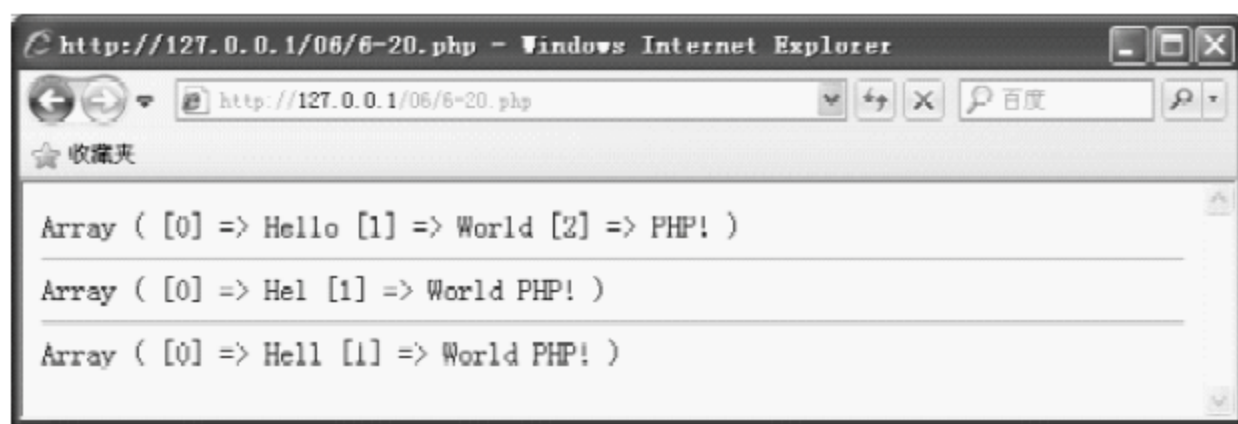 http://127.0.0.1/06/6-20.php - Windows Internet Explorer
http://127.0.0.1/06/6-20.php
百度
收藏夹
Array ( [0] => Hello [1] => World [2] => PHP! )
Array ( [0] => Hel [1] => World PHP! )
Array ( [0] => Hell [1] => World PHP! )